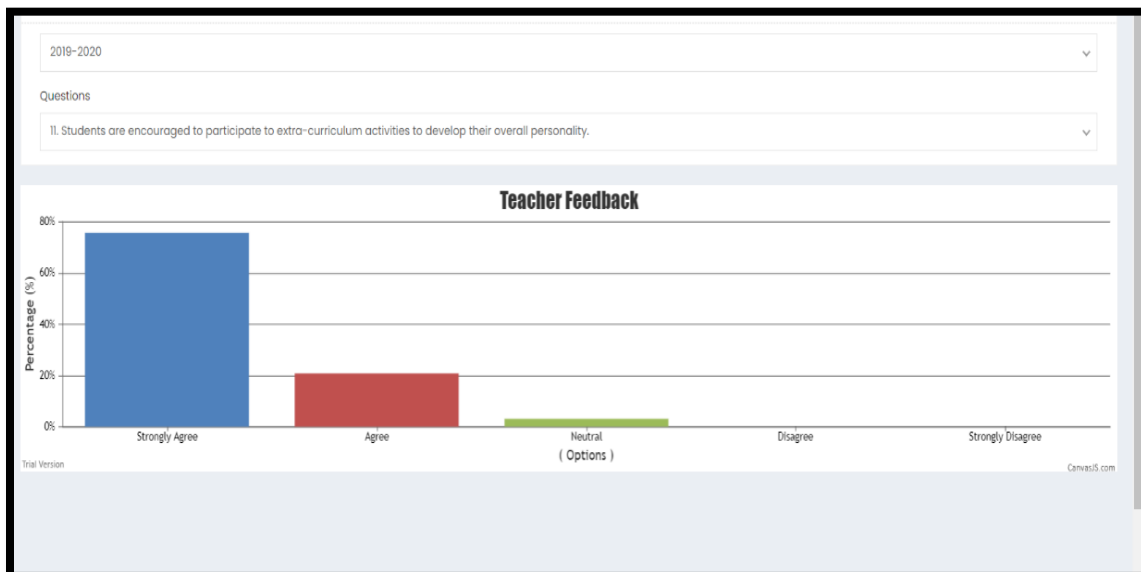 2019-2020
Questions
11. Students are encouraged to participate to extra-curriculum activities to develop their overall personality.
Teacher Feedback
80%
60%
40%
20%
0%
Percentage (%)
Strongly Agree
Agree
Neutral
Disagree
Strongly Disagree
( Options )
Trial Version
CanvasJS.com